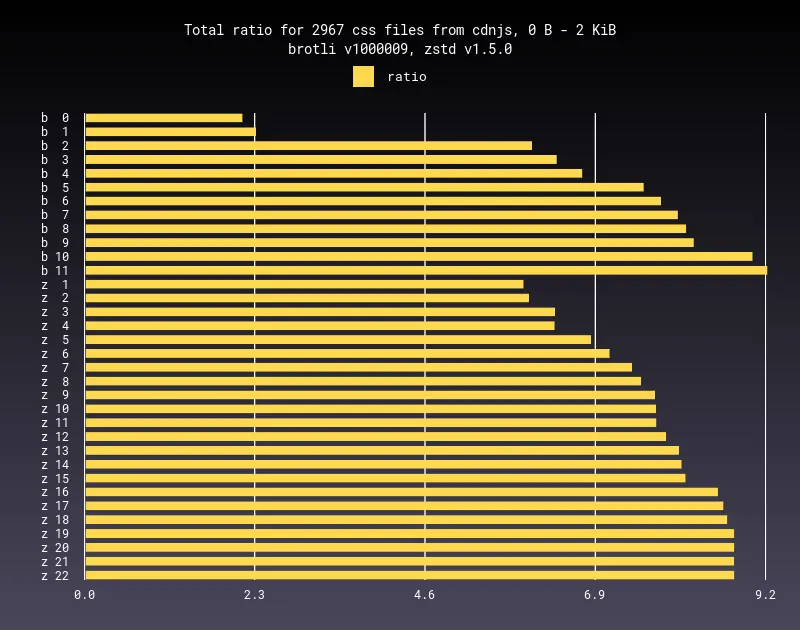 Total ratio for 2967 css files from cdnjs, 0 B - 2 KiB
brotli v1000009, zstd v1.5.0
ratio
b 0
b 1
b 2
b 3
b 4
b 5
b 6
b 7
b 8
b 9
b 10
b 11
z 1
z 2
z 3
z 4
z 5
z 6
z 7
z 8
z 9
z 10
z 11
z 12
z 13
z 14
z 15
z 16
z 17
z 18
z 19
z 20
z 21
z 22
0.0 2.3 4.6 6.9 9.2